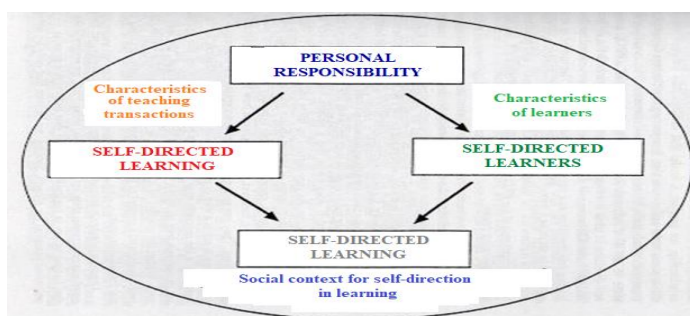 PERSONAL
RESPONSIBILITY
Characteristics
of teaching
transactions
Characteristics
of learners
SELF-DIRECTED
LEARNING
SELF-DIRECTED
LEARNERS
SELF-DIRECTED
LEARNING
Social context for self-direction
in learning